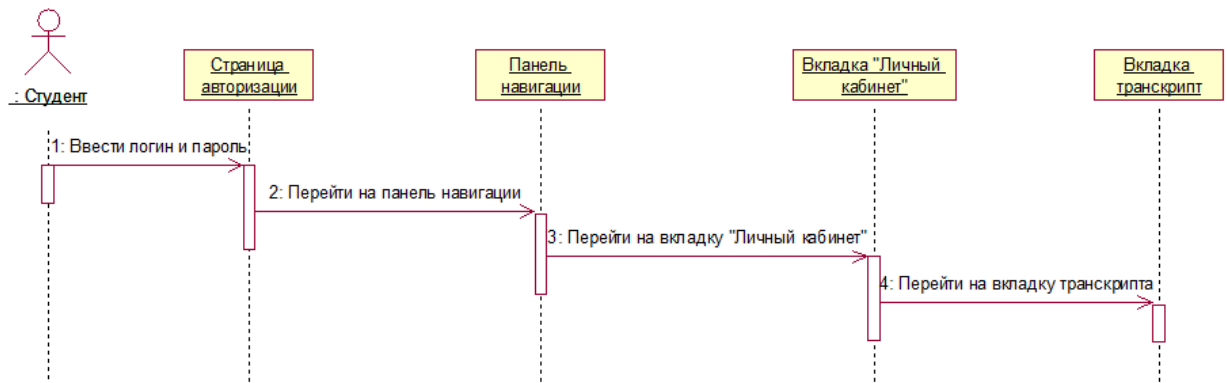 : Студент
Страница
авторизации
Панель
навигации
Вкладка "Личный
кабинет"
Вкладка
транскрипт
1: Ввести логин и пароль
2: Перейти на панель навигации
3: Перейти на вкладку "Личный кабинет"
4: Перейти на вкладку транскрипта